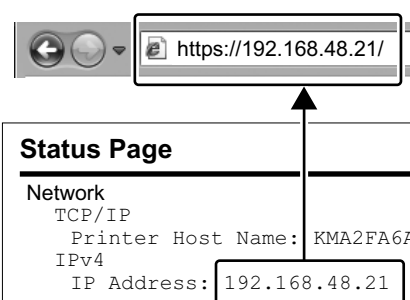 https://192.168.48.21/
Status Page
Network
TCP/IP
Printer Host Name: KMA2FA6A
IPv4
IP Address: 192.168.48.21